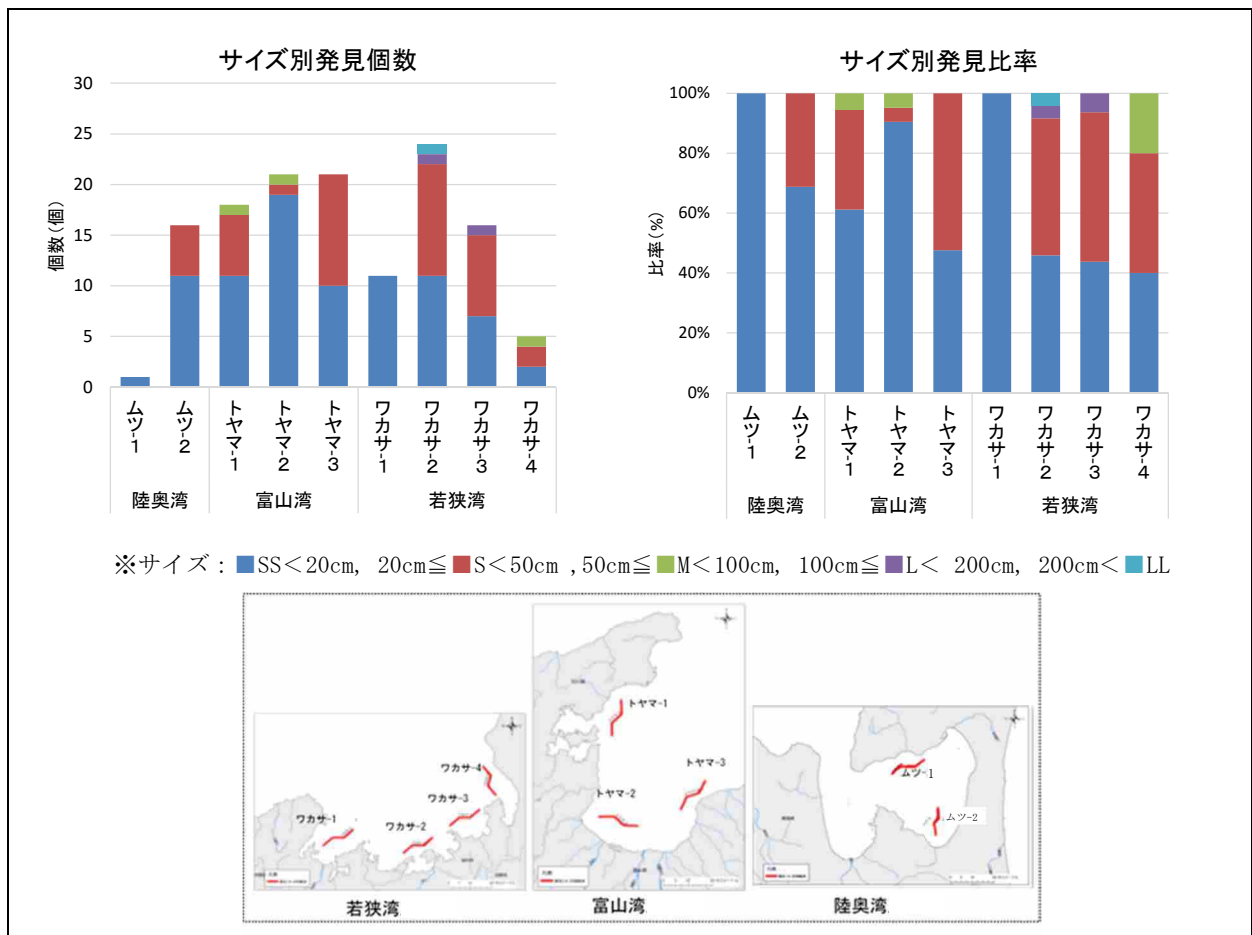 サイズ別発見個数
個数(個)
30
25
20
15
10
5
0
ムツ-1
ムツ-2
トヤマ-1
トヤマ-2
トヤマ-3
ワカサ-1
ワカサ-2
ワカサ-3
ワカサ-4
陸奥湾
富山湾
若狭湾
サイズ別発見比率
比率(%)
100%
80%
60%
40%
20%
0%
ムツ-1
ムツ-2
トヤマ-1
トヤマ-2
トヤマ-3
ワカサ-1
ワカサ-2
ワカサ-3
ワカサ-4
陸奥湾
富山湾
若狭湾
※サイズ: SS<20cm, 20cm≦ S<50cm ,50cm≦ M<100cm, 100cm≦ L< 200cm, 200cm< LL
ワカサ-1
ワカサ-2
ワカサ-3
ワカサ-4
若狭湾
トヤマ-1
トヤマ-2
トヤマ-3
富山湾
ムツ-1
ムツ-2
陸奥湾